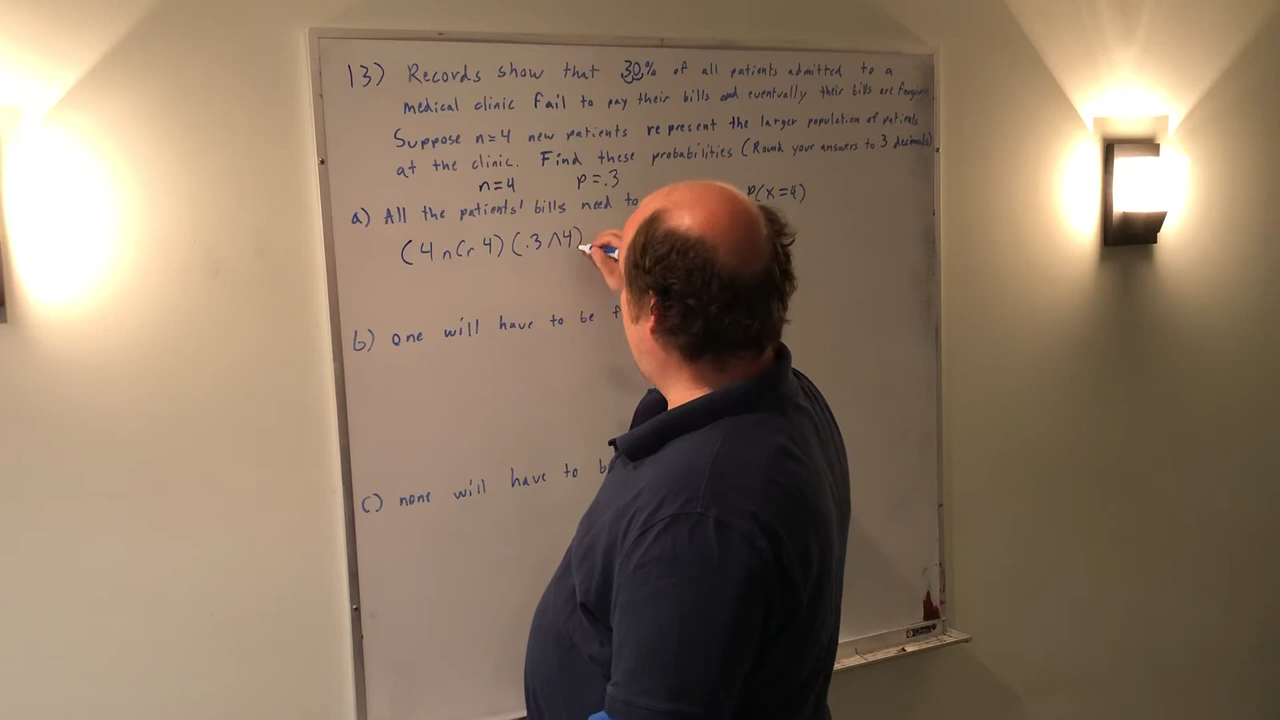 13) Records show that 30% of all patients admitted to a
medical clinic fail to pay their bills and eventually their bills are
Suppose n=4 new patients represent the larger population of patients
at the clinic. Find these probabilities (Round your answers to 3 decimals)
n=4 p=.3
a) All the patients' bills need to P(x=4)
(4 nCr 4)(.3^4)
b) one will have to be
c) none will have to